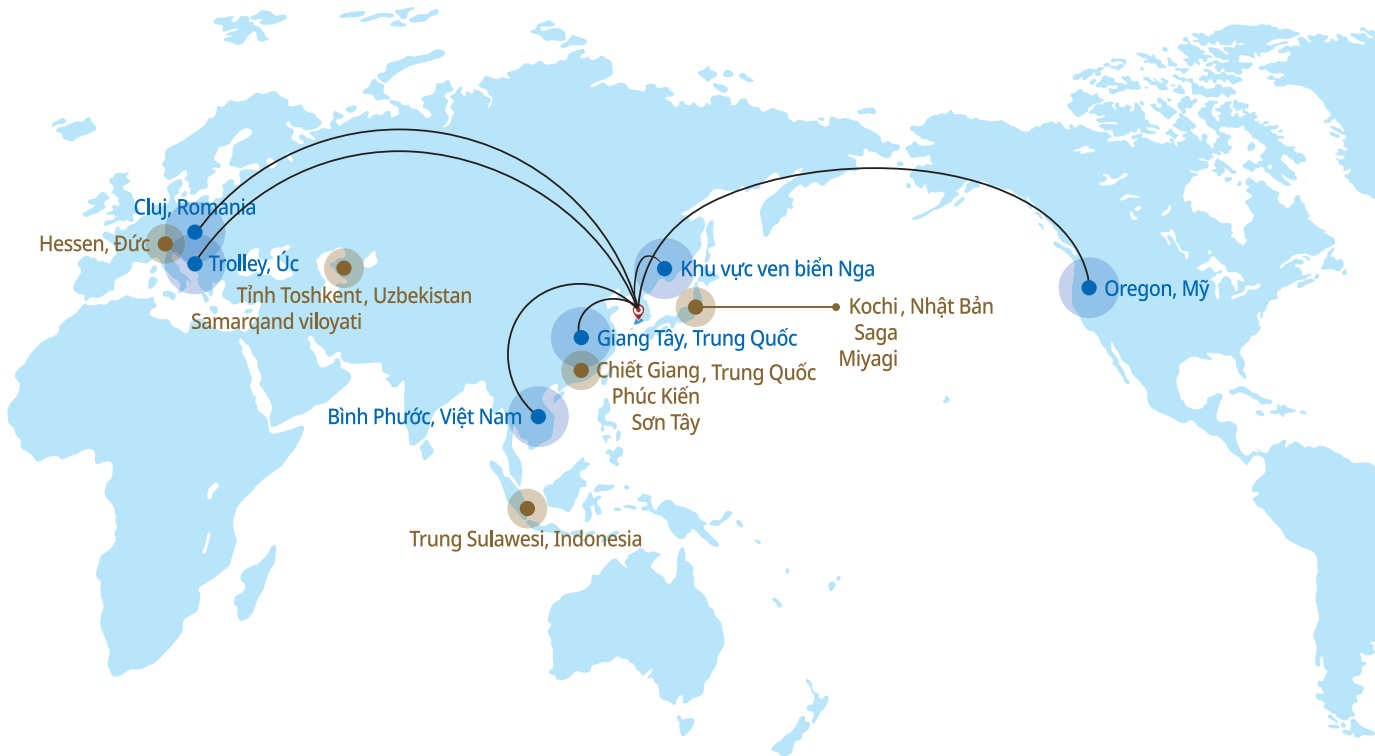 Cluj, Romania
Hessen, Đức
Trolley, Úc
Tỉnh Toshkent, Uzbekistan
Samarqand viloyati
Khu vực ven biển Nga
Oregon, Mỹ
Kochi, Nhật Bản
Saga
Miyagi
Giang Tây, Trung Quốc
Chiết Giang, Trung Quốc
Phúc Kiến
Sơn Tây
Bình Phước, Việt Nam
Trung Sulawesi, Indonesia